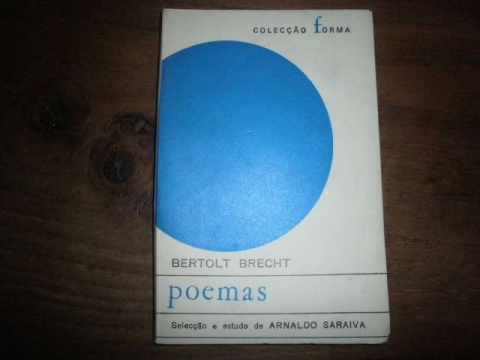 COLECÇÃO forma
BERTOLT BRECHT
poemas
Selecção e estudo de ARNALDO SARAIVA